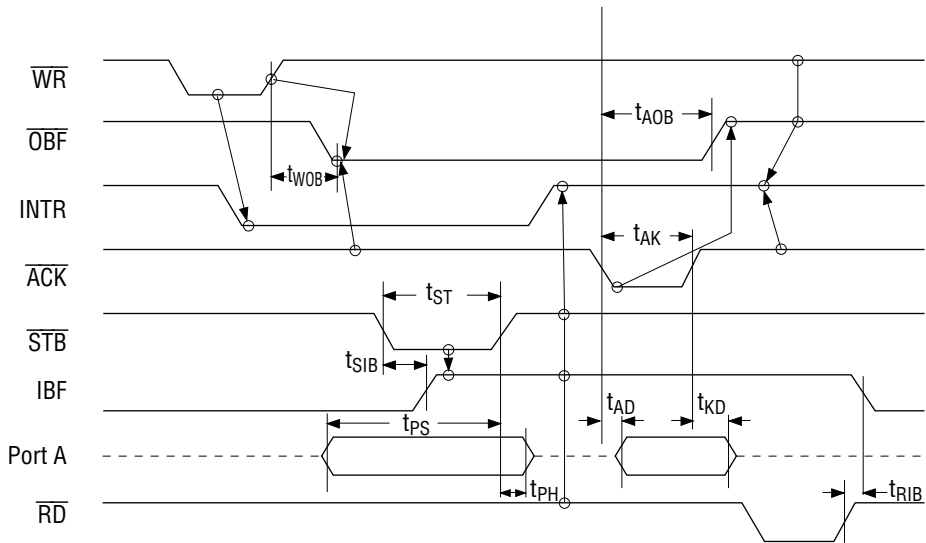 WR
OBF
tAOB
tWOB
INTR
tAK
ACK
tST
STB
tSIB
IBF
tAD
tKD
tPS
Port A
tPH
tRIB
RD